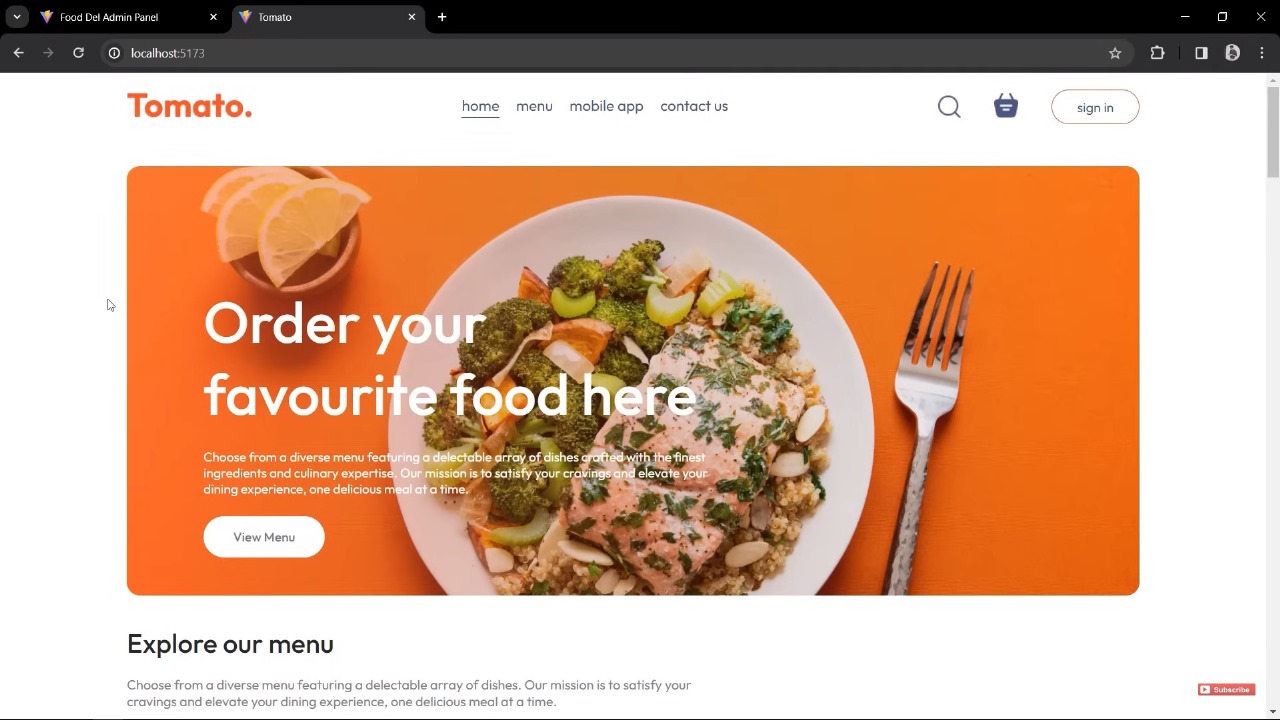 Food Del Admin Panel
Tomato
localhost:5173
Tomato.
home menu mobile app contact us
sign in
Order your
favourite food here
Choose from a diverse menu featuring a delectable array of dishes crafted with the finest
ingredients and culinary expertise. Our mission is to satisfy your cravings and elevate your
dining experience, one delicious meal at a time.
View Menu
Explore our menu
Choose from a diverse menu featuring a delectable array of dishes. Our mission is to satisfy your
cravings and elevate your dining experience, one delicious meal at a time.
Subscribe